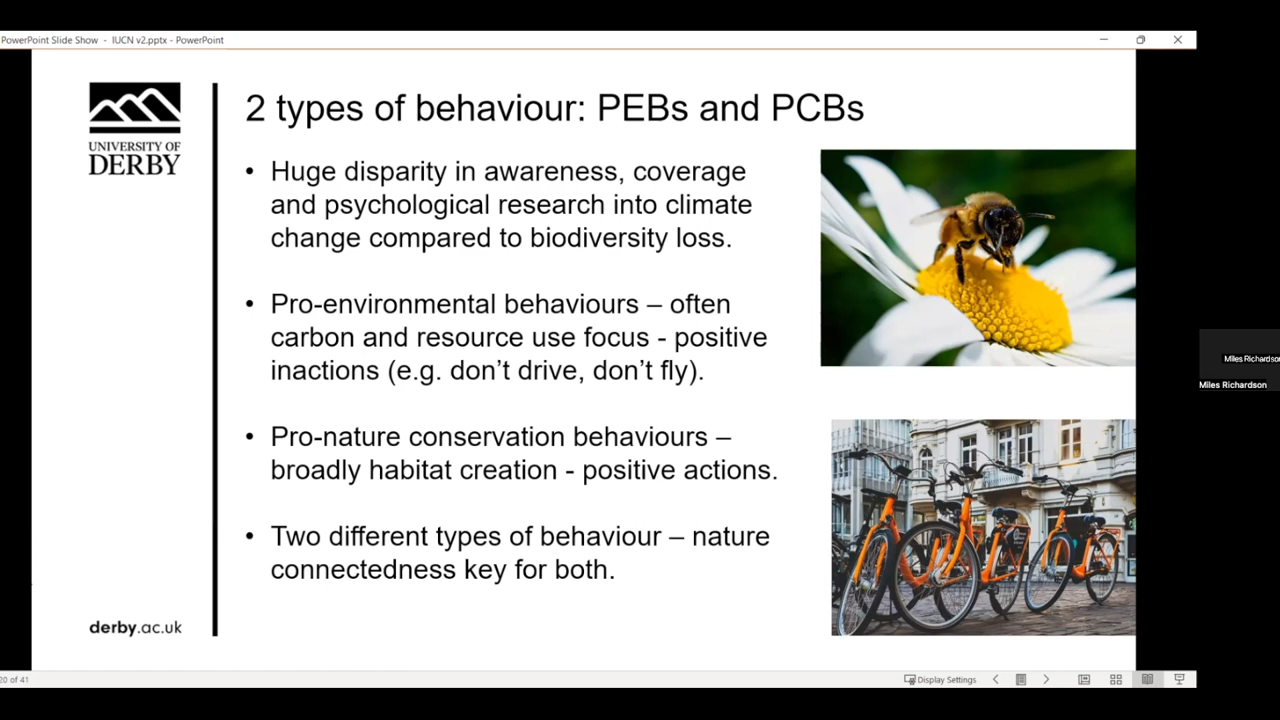 PowerPoint Slide Show - IUCN v2.pptx - PowerPoint
UNIVERSITY OF
DERBY
2 types of behaviour: PEBs and PCBs
• Huge disparity in awareness, coverage
and psychological research into climate
change compared to biodiversity loss.
• Pro-environmental behaviours – often
carbon and resource use focus - positive
inactions (e.g. don’t drive, don’t fly).
• Pro-nature conservation behaviours –
broadly habitat creation - positive actions.
• Two different types of behaviour – nature
connectedness key for both.
derby.ac.uk
Miles Richardson
Miles Richardson
20 of 41
Display Settings